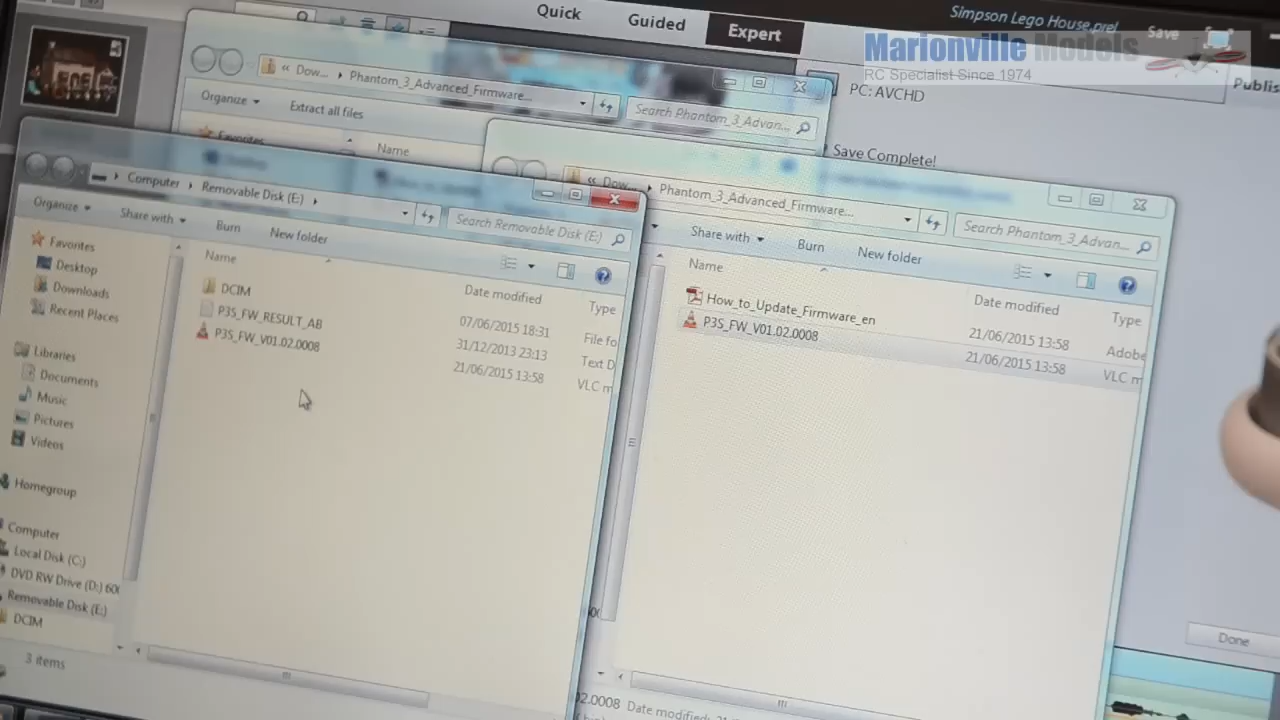 Quick Guided Expert
Simpson Lego House.prel
Save
Marionville Models
RC Specialist Since 1974
PC: AVCHD
Save Complete!
« Dow... Phantom_3_Advanced_Firmware...
Search Phantom_3_Advan...
Organize Extract all files
Favorites
Name
Computer Removable Disk (E:)
Search Removable Disk (E:)
Organize Share with Burn New folder
Favorites
Desktop
Downloads
Recent Places
Libraries
Documents
Music
Pictures
Videos
Homegroup
Computer
Local Disk (C:)
DVD RW Drive (D:) 60
Removable Disk (E:)
DCIM
3 items
Name Date modified Type
DCIM 07/06/2015 18:31 File fo
P3S_FW_RESULT_AB 31/12/2013 23:13 Text D
P3S_FW_V01.02.0008 21/06/2015 13:58 VLC m
« Dow... Phantom_3_Advanced_Firmware...
Search Phantom_3_Advan...
Share with Burn New folder
Name Date modified Type
How_to_Update_Firmware_en 21/06/2015 13:58 Adobe
P3S_FW_V01.02.0008 21/06/2015 13:58 VLC m
02.0008 Date modified:
Done